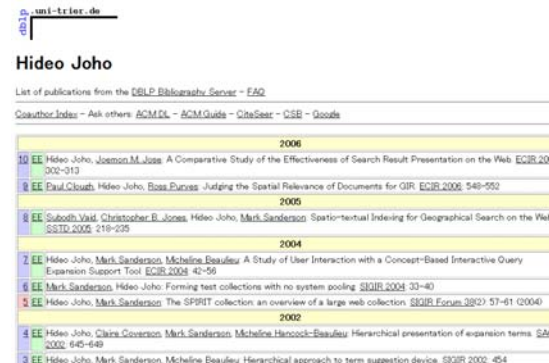 dblp.uni-trier.de
Hideo Joho
List of publications from the DBLP Bibliography Server - FAQ
Coauthor Index - Ask others: ACM DL - ACM Guide - CiteSeer - CSB - Google
2006
10 EE Hideo Joho, Joemon M. Jose: A Comparative Study of the Effectiveness of Search Result Presentation on the Web. ECIR 20
302-313
9 EE Paul Clough, Hideo Joho, Ross Purves: Judging the Spatial Relevance of Documents for GIR. ECIR 2006: 548-552
2005
8 EE Subodh Vaid, Christopher B. Jones, Hideo Joho, Mark Sanderson: Spatio-textual Indexing for Geographical Search on the Web
SSTD 2005: 218-235
2004
7 EE Hideo Joho, Mark Sanderson, Micheline Beaulieu: A Study of User Interaction with a Concept-Based Interactive Query
Expansion Support Tool. ECIR 2004: 42-56
6 EE Mark Sanderson, Hideo Joho: Forming test collections with no system pooling. SIGIR 2004: 33-40
5 EE Hideo Joho, Mark Sanderson: The SPIRIT collection: an overview of a large web collection. SIGIR Forum 38(2): 57-61 (2004)
2002
4 EE Hideo Joho, Claire Coverson, Mark Sanderson, Micheline Hancock-Beaulieu: Hierarchical presentation of expansion terms. SA
2002: 645-649
3 EE Hideo Joho, Mark Sanderson, Micheline Beaulieu: Hierarchical approach to term suggestion device. SIGIR 2002: 454